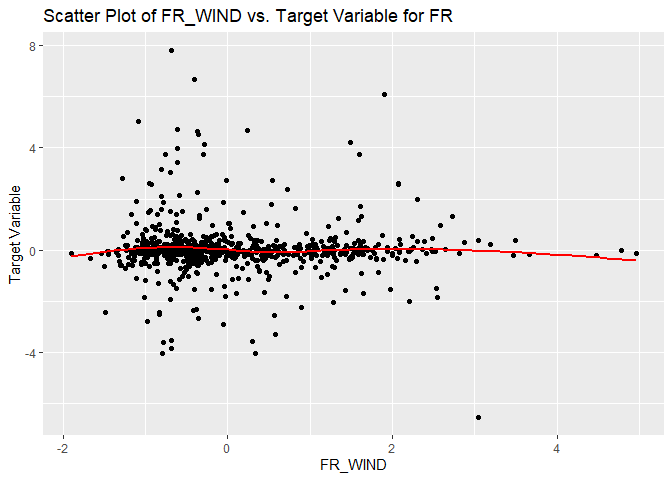 Scatter Plot of FR_WIND vs. Target Variable for FR
8
4
0
-4
Target Variable
-2
0
2
4
FR_WIND